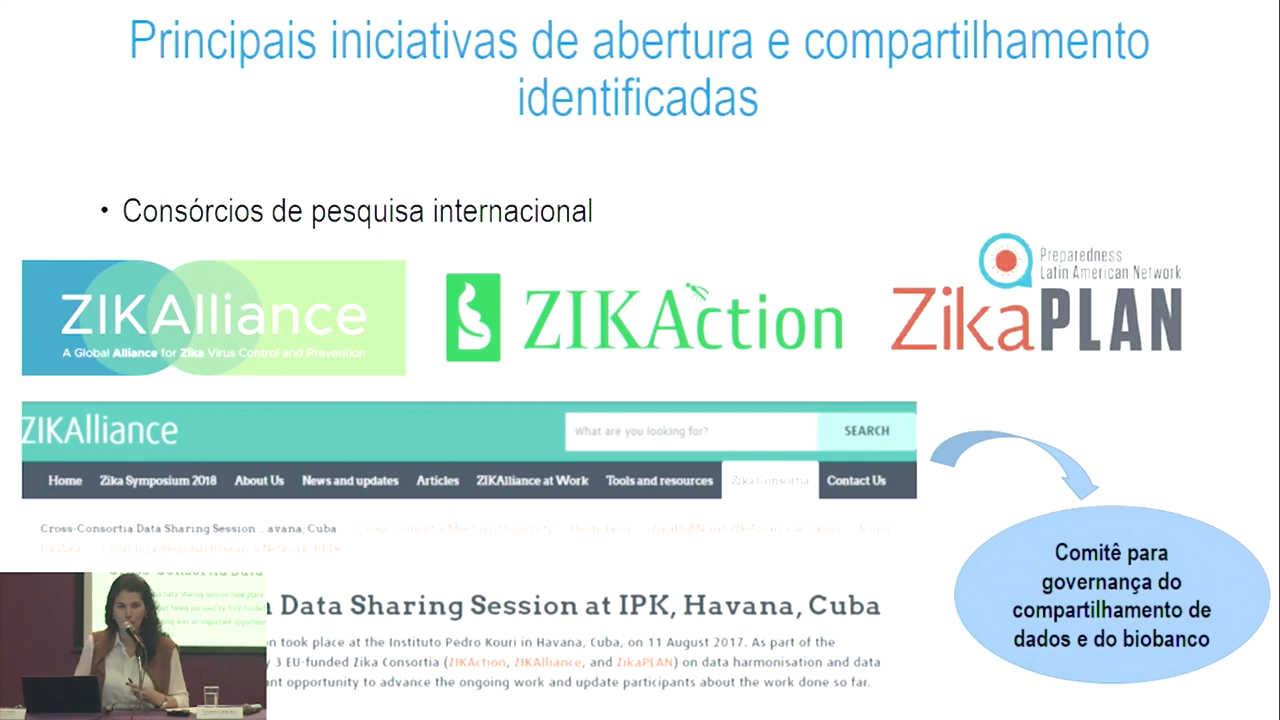 Principais iniciativas de abertura e compartilhamento
identificadas
• Consórcios de pesquisa internacional
ZIKAlliance
A Global Alliance for Zika Virus Control and Prevention
ZIKAction
Preparedness
Latin American Network
ZikaPLAN
ZIKAlliance
What are you looking for?
SEARCH
Home Zika Symposium 2018 About Us News and updates Articles ZIKAlliance at Work Tools and resources Zika Consortia Contact Us
Cross-Consortia Data Sharing Session ... avana, Cuba
Data Sharing Session at IPK, Havana, Cuba
n took place at the Instituto Pedro Kouri in Havana, Cuba, on 11 August 2017. As part of the
y 3 EU-funded Zika Consortia (ZIKAction, ZIKAlliance, and ZikaPLAN) on data harmonisation and data
nt opportunity to advance the ongoing work and update participants about the work done so far.
Comitê para
governança do
compartilhamento de
dados e do biobanco